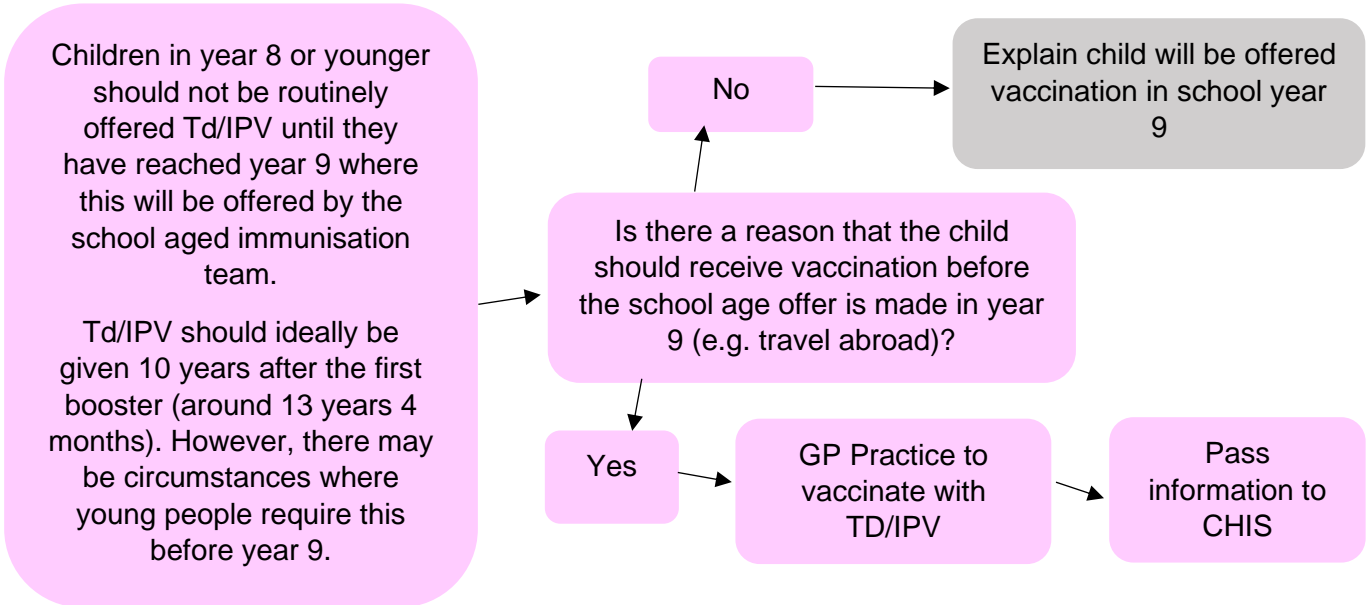 Children in year 8 or younger
should not be routinely
offered Td/IPV until they
have reached year 9 where
this will be offered by the
school aged immunisation
team.
Td/IPV should ideally be
given 10 years after the first
booster (around 13 years 4
months). However, there may
be circumstances where
young people require this
before year 9.
Is there a reason that the child
should receive vaccination before
the school age offer is made in year
9 (e.g. travel abroad)?
No
Explain child will be offered
vaccination in school year
9
Yes
GP Practice to
vaccinate with
TD/IPV
Pass
information to
CHIS